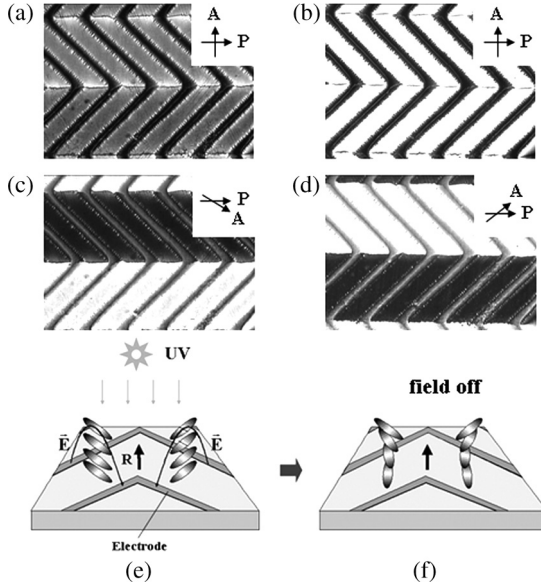 (a)
A
P
(b)
A
P
(c)
P
A
(d)
A
P
UV
field off
E⃗
R
E⃗
Electrode
(e)
(f)